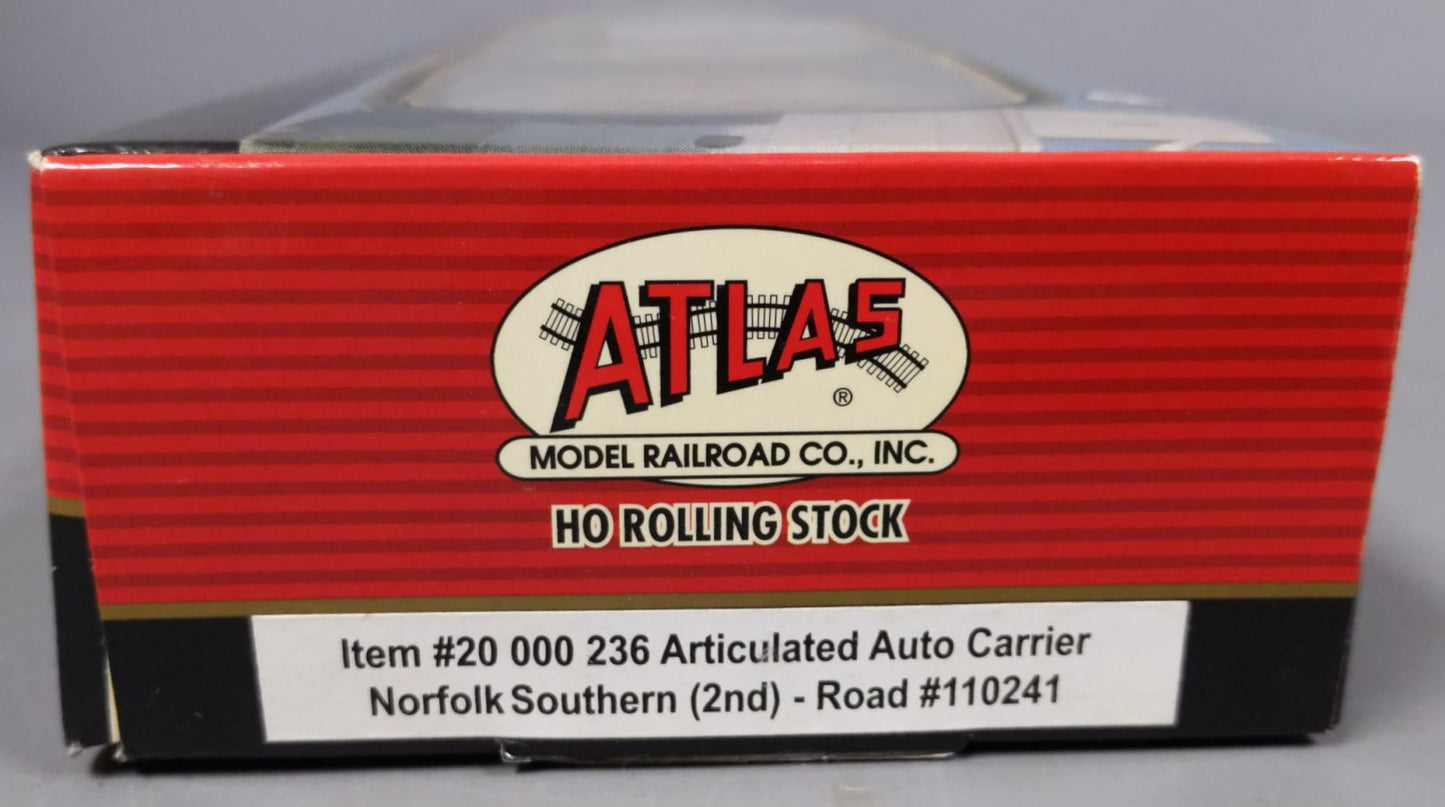 ATLAS
®
MODEL RAILROAD CO., INC.
HO ROLLING STOCK
Item #20 000 236 Articulated Auto Carrier
Norfolk Southern (2nd) - Road #110241